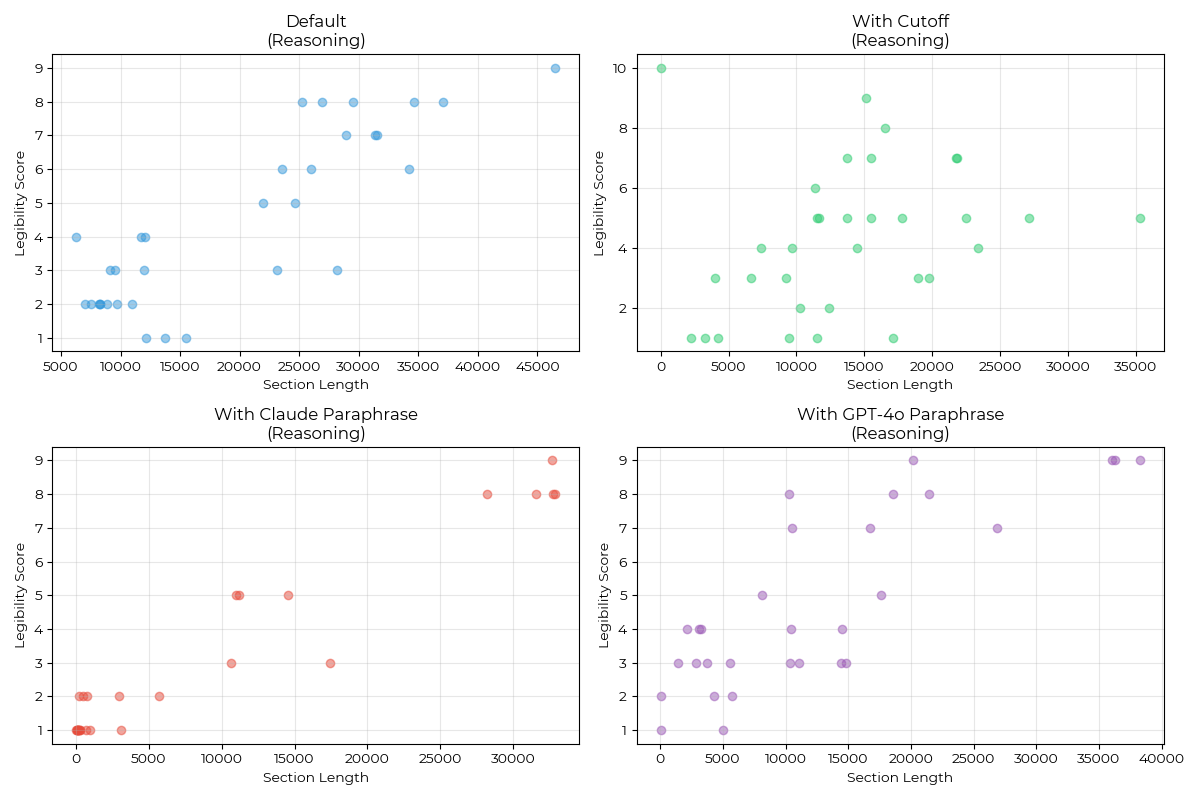 Default
(Reasoning)
9
8
7
6
5
4
3
2
1
Legibility Score
5000 10000 15000 20000 25000 30000 35000 40000 45000
Section Length
With Cutoff
(Reasoning)
10
8
6
4
2
Legibility Score
0 5000 10000 15000 20000 25000 30000 35000
Section Length
With Claude Paraphrase
(Reasoning)
9
8
7
6
5
4
3
2
1
Legibility Score
0 5000 10000 15000 20000 25000 30000
Section Length
With GPT-4o Paraphrase
(Reasoning)
9
8
7
6
5
4
3
2
1
Legibility Score
0 5000 10000 15000 20000 25000 30000 35000 40000
Section Length